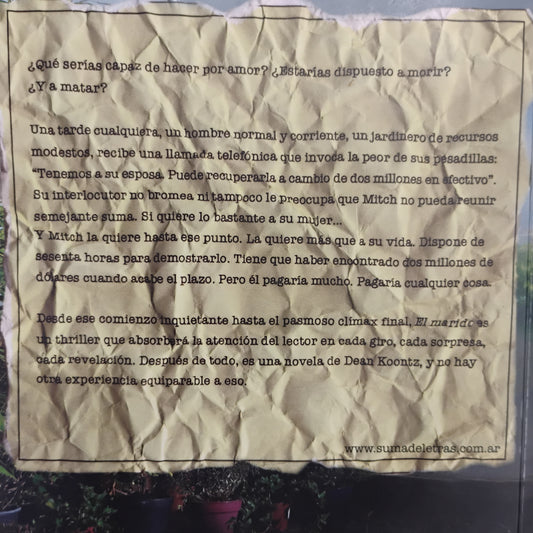 ¿Qué serías capaz de hacer por amor? ¿Estarías dispuesto a morir?
¿Y a matar?
Una tarde cualquiera, un hombre normal y corriente, un jardinero de recursos
modestos, recibe una llamada telefónica que invoca la peor de sus pesadillas:
“Tenemos a su esposa. Puede recuperarla a cambio de dos millones en efectivo”.
Su interlocutor no bromea ni tampoco le preocupa que Mitch no pueda reunir
semejante suma. Si quiere lo bastante a su mujer...
Y Mitch la quiere hasta ese punto. La quiere más que a su vida. Dispone de
sesenta horas para demostrarlo. Tiene que haber encontrado dos millones de
dólares cuando acabe el plazo. Pero él pagaría mucho. Pagaría cualquier cosa.
Desde ese comienzo inquietante hasta el pasmoso clímax final, El marido es
un thriller que absorberá la atención del lector en cada giro, cada sorpresa,
cada revelación. Después de todo, es una novela de Dean Koontz, y no hay
otra experiencia equiparable a eso.
www.sumadeletras.com.ar